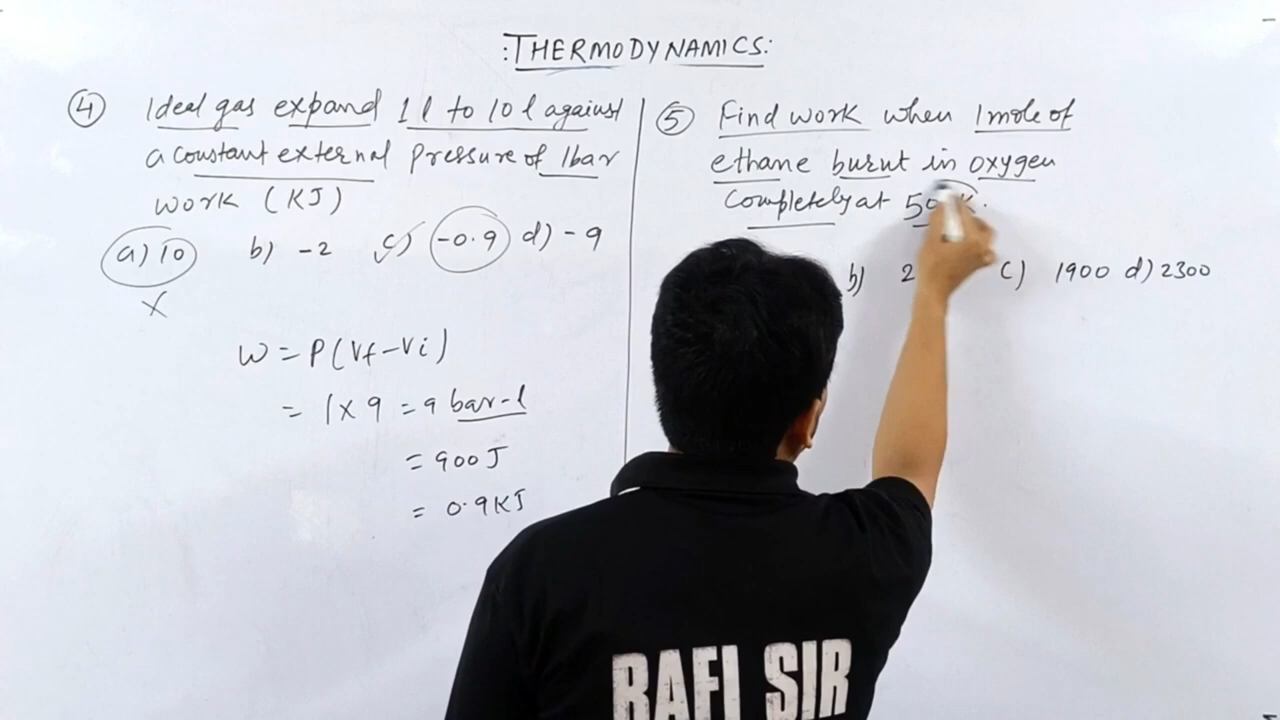 : THERMODYNAMICS :
④ Ideal gas expand 1 l to 10 l against
a constant external pressure of 1bar
work (KJ)
a) 10 b) -2 c) -0.9 d) -9
W = P(Vf-Vi)
= 1 x 9 = 9 bar-l
= 900 J
= 0.9 KJ
⑤ Find work when 1 mole of
ethane burnt in oxygen
completely at
b) 2 c) 1900 d) 2300
RAFI SIR